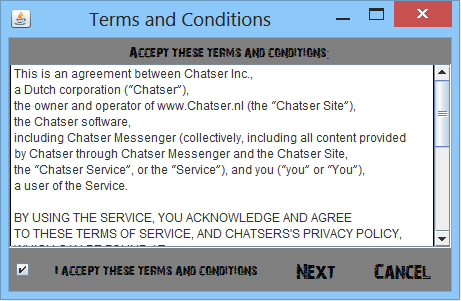 Terms and Conditions
Accept these terms and conditions:
This is an agreement between Chatser Inc.,
a Dutch corporation ("Chatser"),
the owner and operator of www.Chatser.nl (the "Chatser Site"),
the Chatser software,
including Chatser Messenger (collectively, including all content provided
by Chatser through Chatser Messenger and the Chatser Site,
the "Chatser Service", or the "Service"), and you ("you" or "You"),
a user of the Service.
BY USING THE SERVICE, YOU ACKNOWLEDGE AND AGREE
TO THESE TERMS OF SERVICE, AND CHATSERS'S PRIVACY POLICY,
I accept these terms and conditions
Next
Cancel